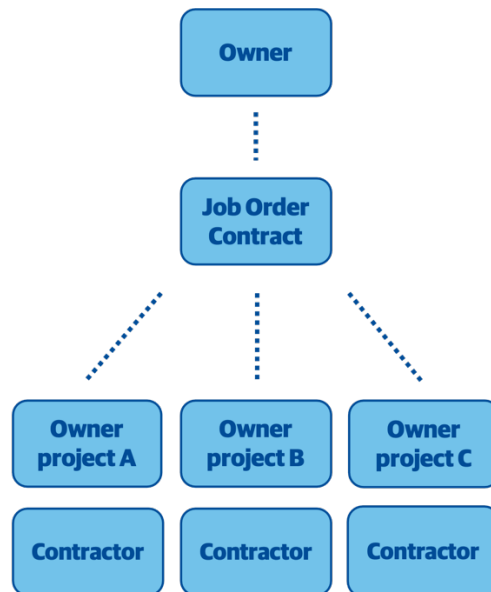 Owner
Job Order
Contract
Owner
project A
Owner
project B
Owner
project C
Contractor
Contractor
Contractor